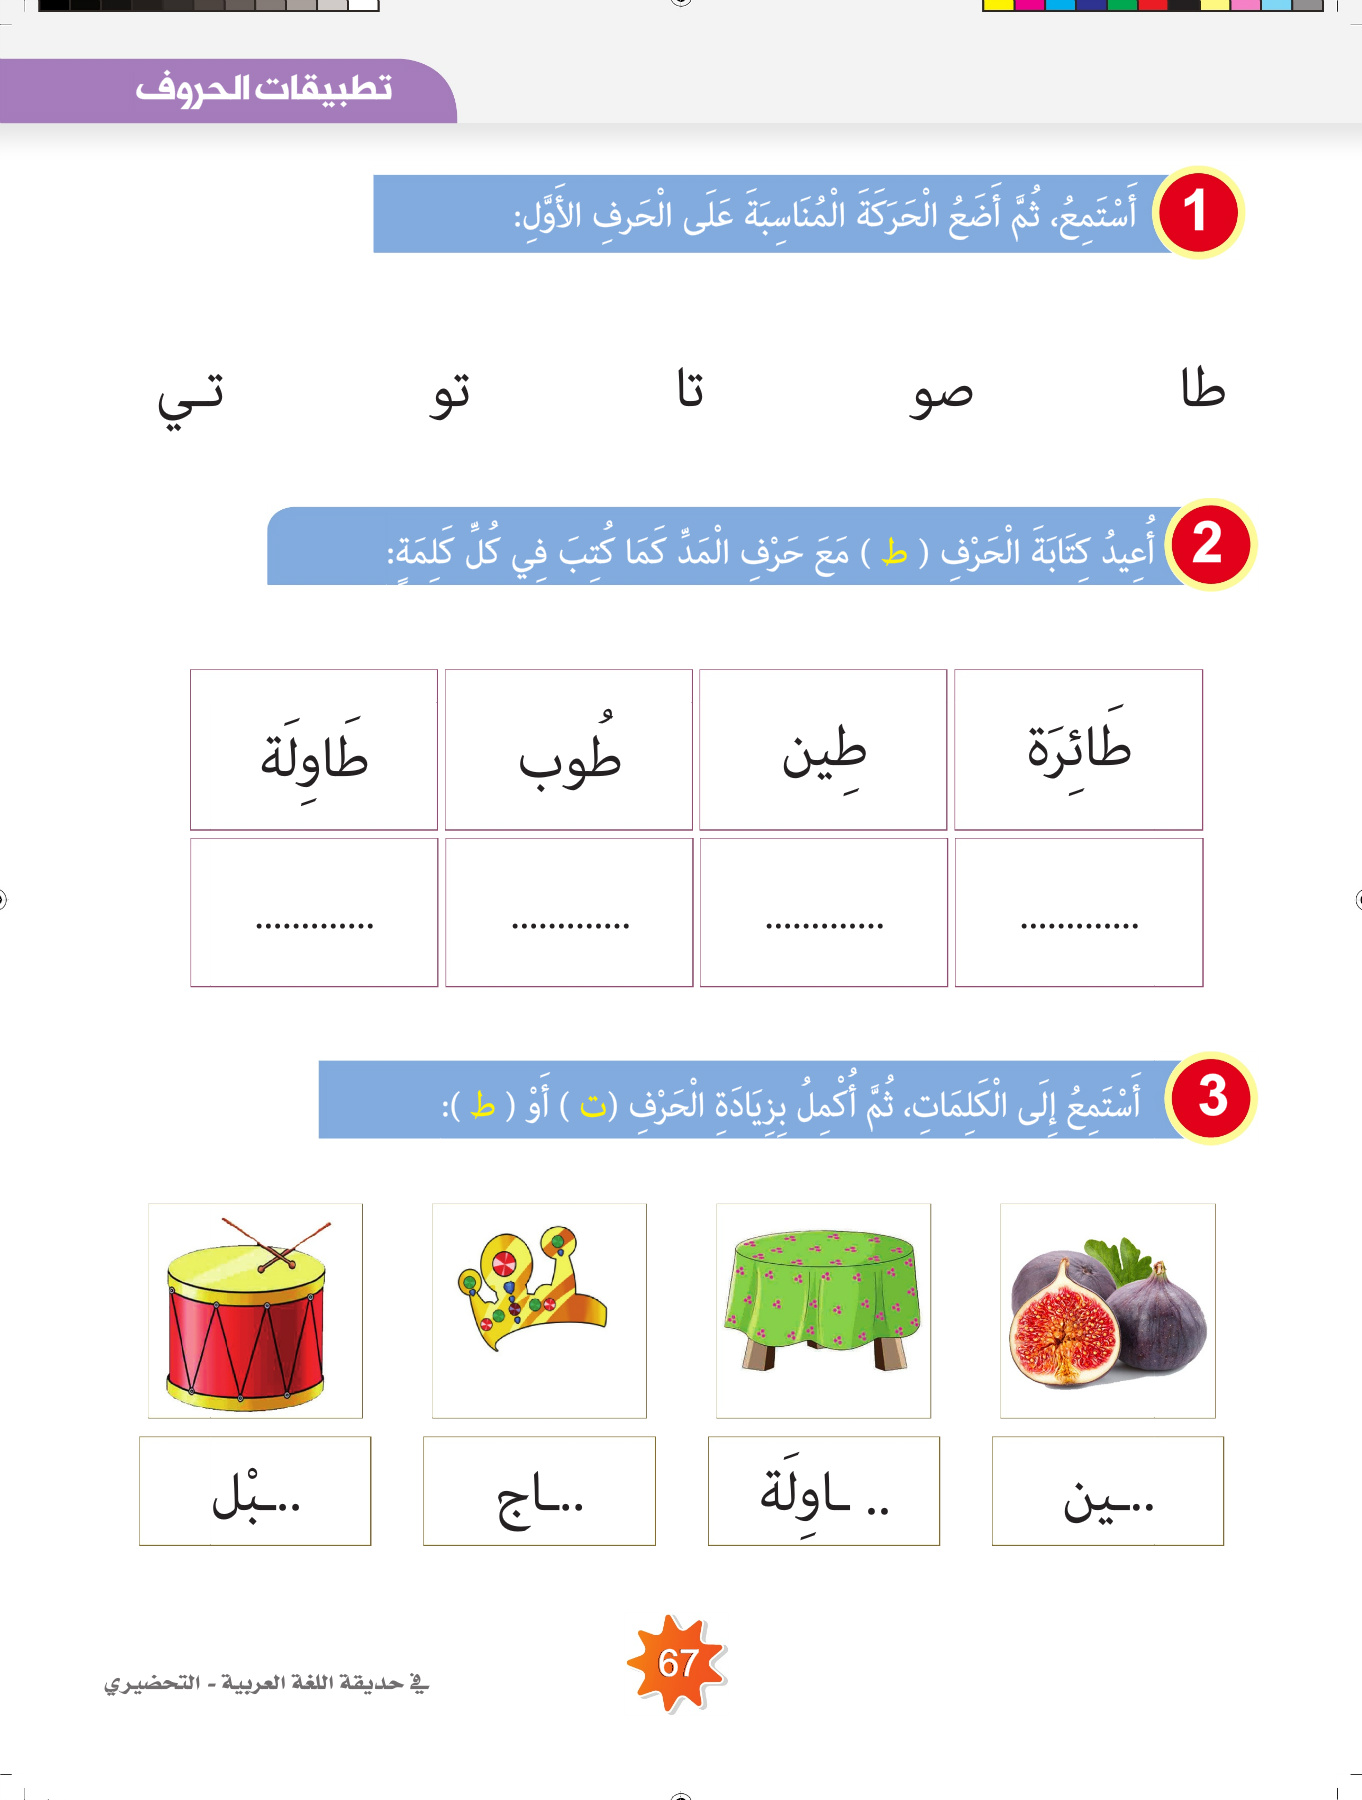 تطبيقات الحروف
1 أَسْتَمِعُ، ثُمَّ أَضَعُ الْحَرَكَةَ الْمُنَاسِبَةَ عَلَى الْحَرفِ الأَوَّلِ:
طا صو تا تو تـي
2 أُعِيدُ كِتَابَةَ الْحَرْفِ ( ط ) مَعَ حَرْفِ الْمَدِّ كَمَا كُتِبَ فِي كُلِّ كَلِمَةٍ:
طَائِرَة طِين طُوب طَاوِلَة
............. ............. ............. .............
3 أَسْتَمِعُ إِلَى الْكَلِمَاتِ، ثُمَّ أُكْمِلُ بِزِيَادَةِ الْحَرْفِ (ت ) أَوْ ( ط ):
..ـين .. ـاوِلَة ..ـاج ..ـبْل
67
في حديقة اللغة العربية - التحضيري